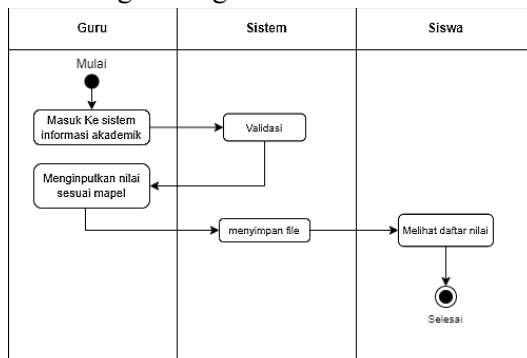 Guru Sistem Siswa
Mulai
Masuk Ke sistem
informasi akademik
Validasi
Menginputkan nilai
sesuai mapel
menyimpan file
Melihat daftar nilai
Selesai